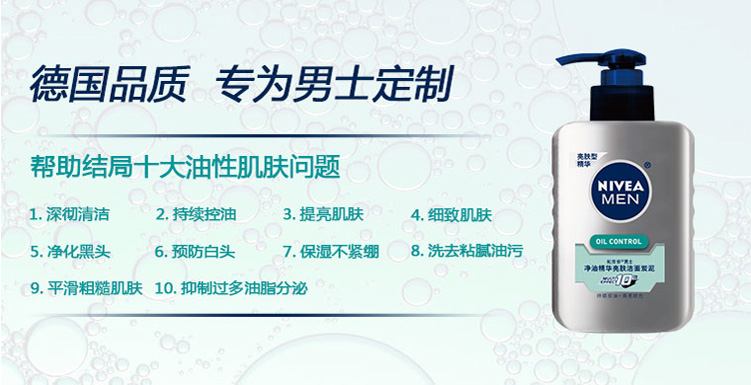 德国品质 专为男士定制
帮助结局十大油性肌肤问题
1. 深彻清洁 2. 持续控油 3. 提亮肌肤 4. 细致肌肤
5. 净化黑头 6. 预防白头 7. 保湿不紧绷 8. 洗去粘腻油污
9. 平滑粗糙肌肤 10. 抑制过多油脂分泌
亮肤型
精华
NIVEA
MEN
®
OIL CONTROL
净油精华亮肤洁面炭泥
10